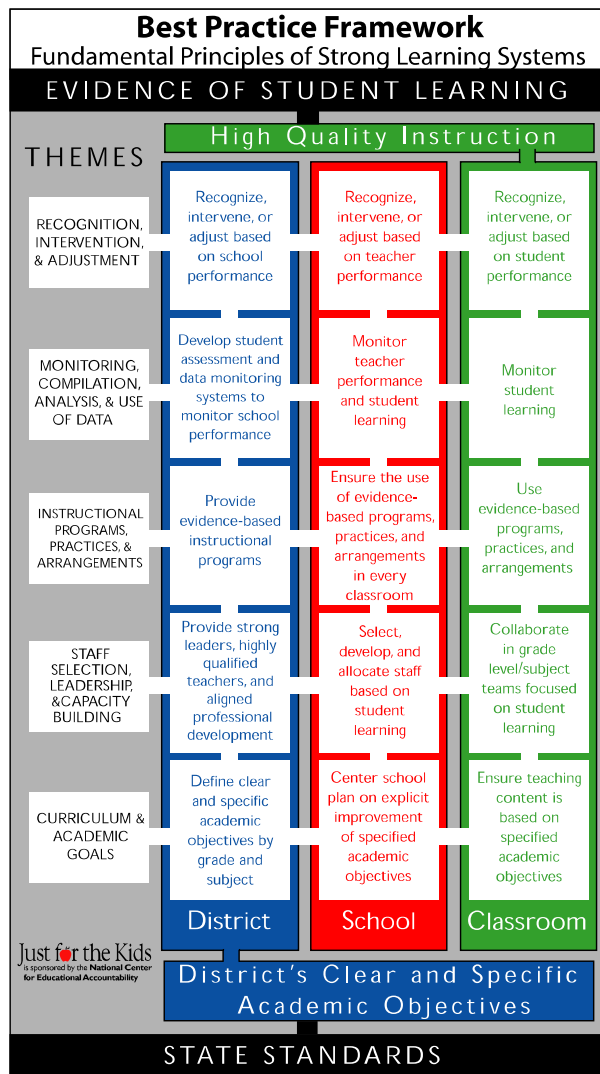 Best Practice Framework
Fundamental Principles of Strong Learning Systems
EVIDENCE OF STUDENT LEARNING
High Quality Instruction
THEMES
RECOGNITION,
INTERVENTION,
& ADJUSTMENT
Recognize,
intervene, or
adjust based
on school
performance
Recognize,
intervene, or
adjust based on
on teacher
performance
Recognize,
intervene, or
adjust based
on student
performance
MONITORING,
COMPILATION,
ANALYSIS, & USE
OF DATA
Develop student
assessment and
data monitoring
systems to
monitor school
performance
Monitor
teacher
performance
and student
learning
Monitor
student
learning
INSTRUCTIONAL
PROGRAMS,
PRACTICES, &
ARRANGEMENTS
Provide
evidence-based
instructional
programs
Ensure the use
of evidence-
based programs,
practices, and
arrangements
in every
classroom
Use
evidence-based
programs,
practices, and
arrangements
STAFF
SELECTION,
LEADERSHIP,
&CAPACITY
BUILDING
Provide strong
leaders, highly
qualified
teachers, and
aligned
professional
development
Select,
develop, and
allocate staff
based on
student
learning
Collaborate
in grade
level/subject
teams focused
on student
learning
CURRICULUM &
ACADEMIC
GOALS
Define clear
and specific
academic
objectives by
grade and
subject
Center school
plan on explicit
improvement
of specified
academic
objectives
Ensure teaching
content is
based on
specified
academic
objectives
District
School
Classroom
Just for the Kids
is sponsored by the National Center
for Educational Accountability
District's Clear and Specific
Academic Objectives
STATE STANDARDS